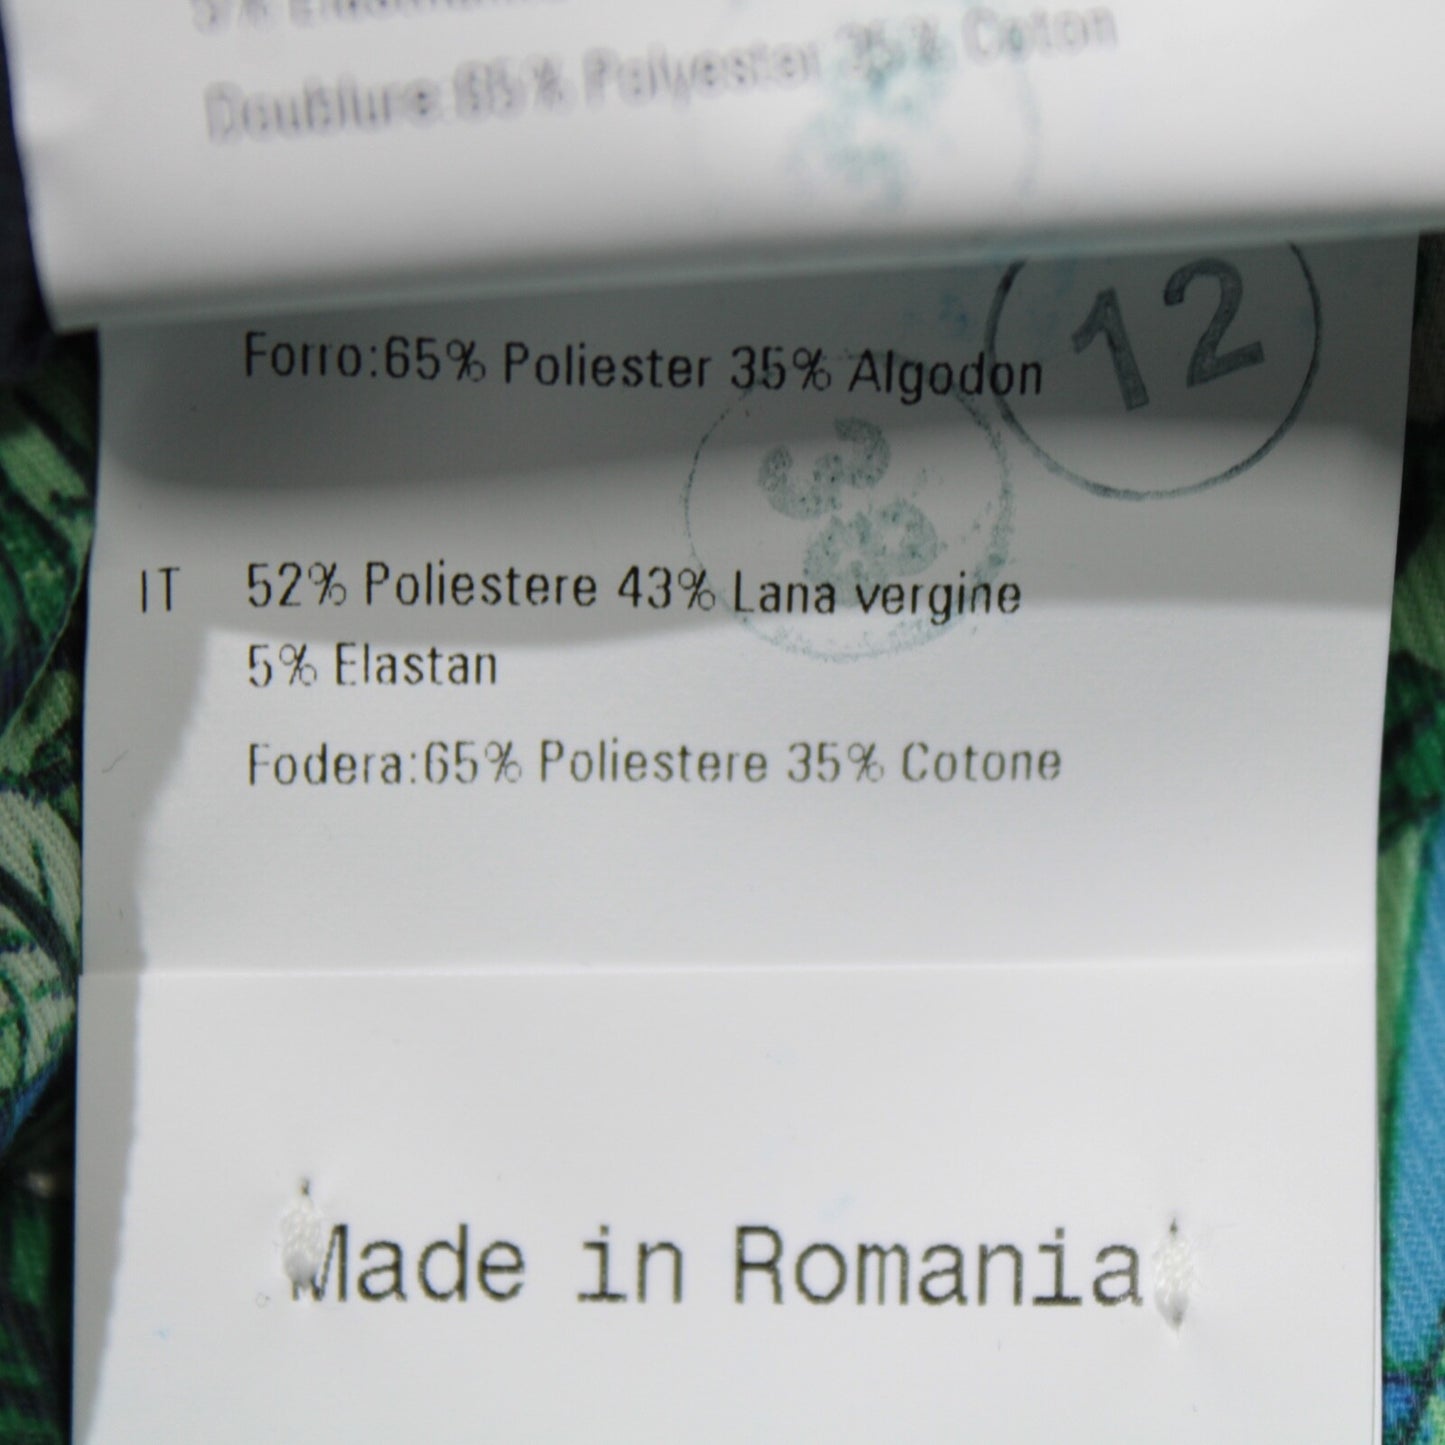 Doublure:65% Polyester 35% Coton
12
Forro:65% Poliester 35% Algodon
IT 52% Poliestere 43% Lana vergine
5% Elastan
Fodera:65% Poliestere 35% Cotone
Made in Romania